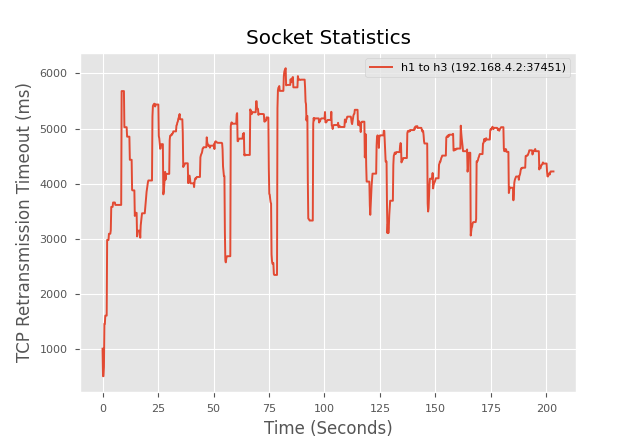 Socket Statistics
h1 to h3 (192.168.4.2:37451)
TCP Retransmission Timeout (ms)
6000
5000
4000
3000
2000
1000
0 25 50 75 100 125 150 175 200
Time (Seconds)